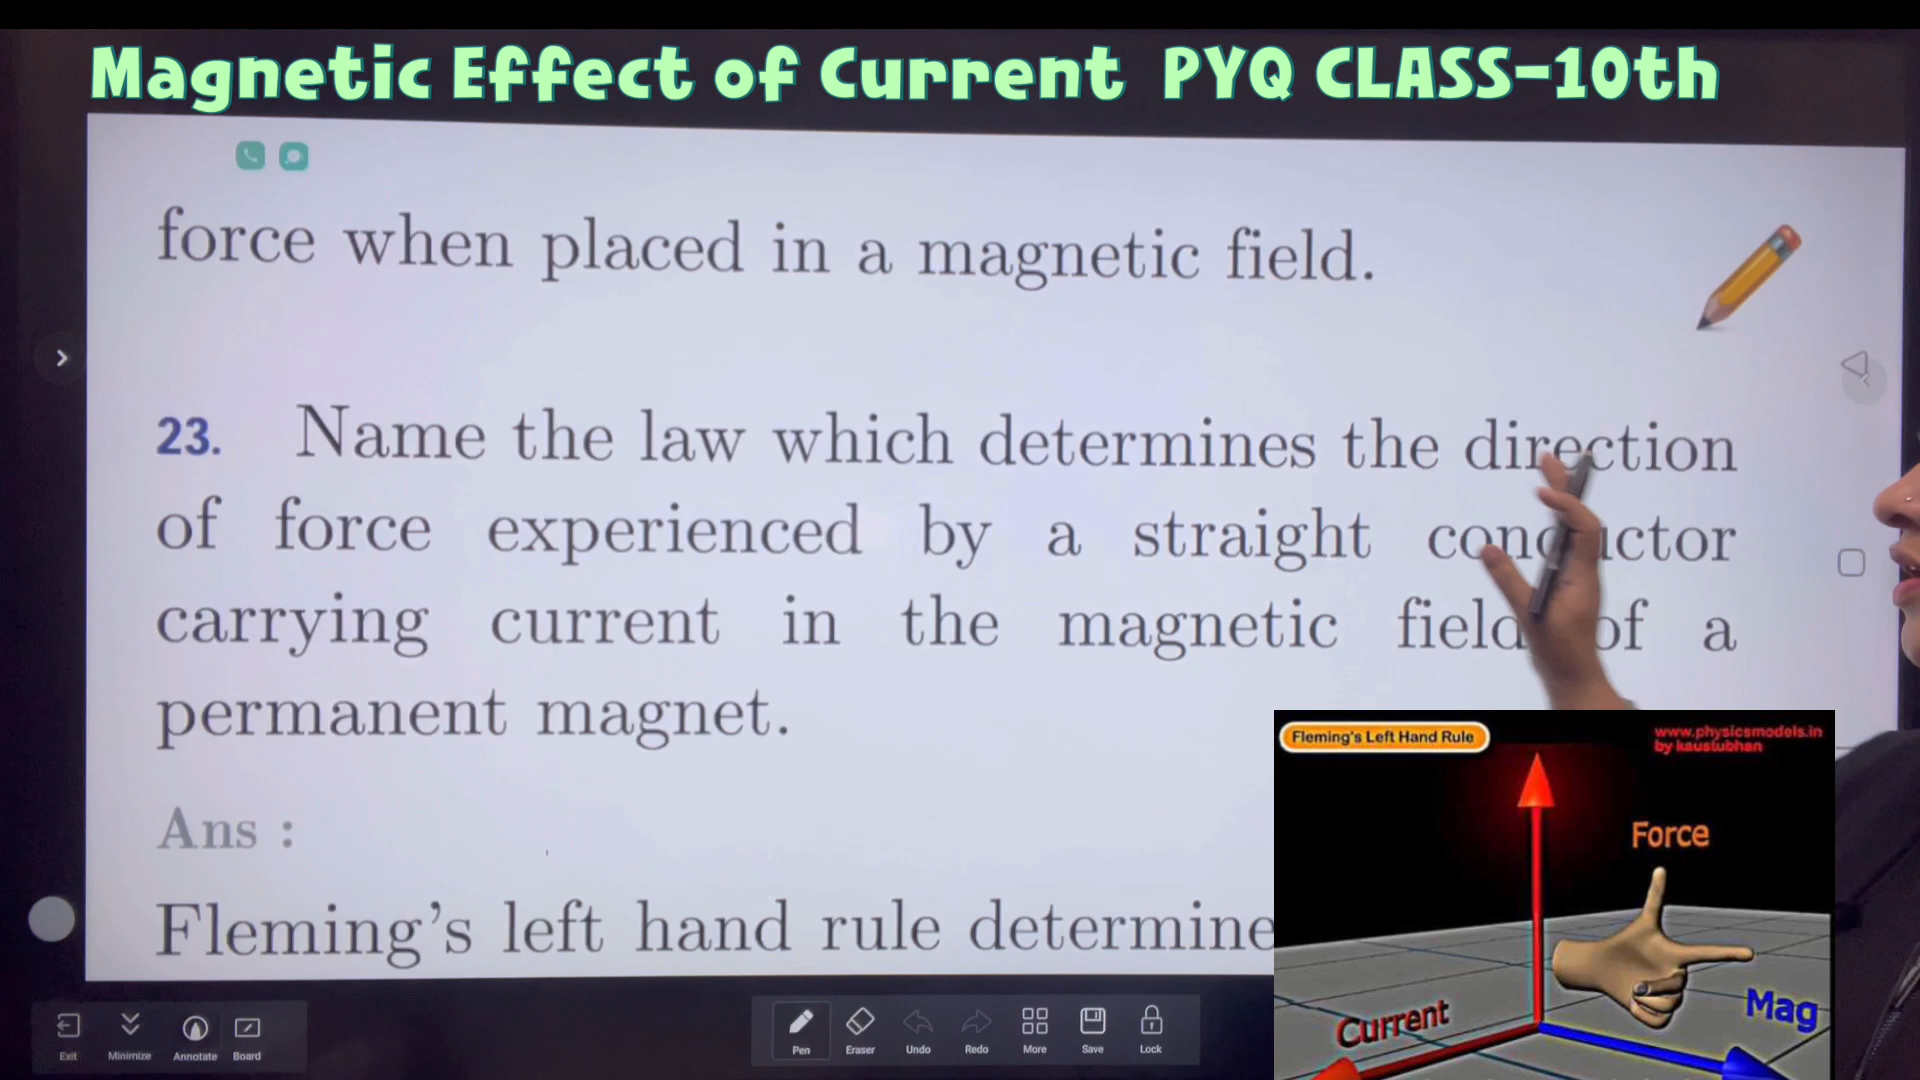 Magnetic Effect of Current PYQ CLASS-10th
force when placed in a magnetic field.
23. Name the law which determines the direction
of force experienced by a straight conductor
carrying current in the magnetic field of a
permanent magnet.
Ans :
Fleming's left hand rule determine
Fleming's Left Hand Rule
www.physicsmodels.in
by kaustubhan
Force
Current
Mag
Exit Minimize Annotate Board
Pen Eraser Undo Redo More Save Lock